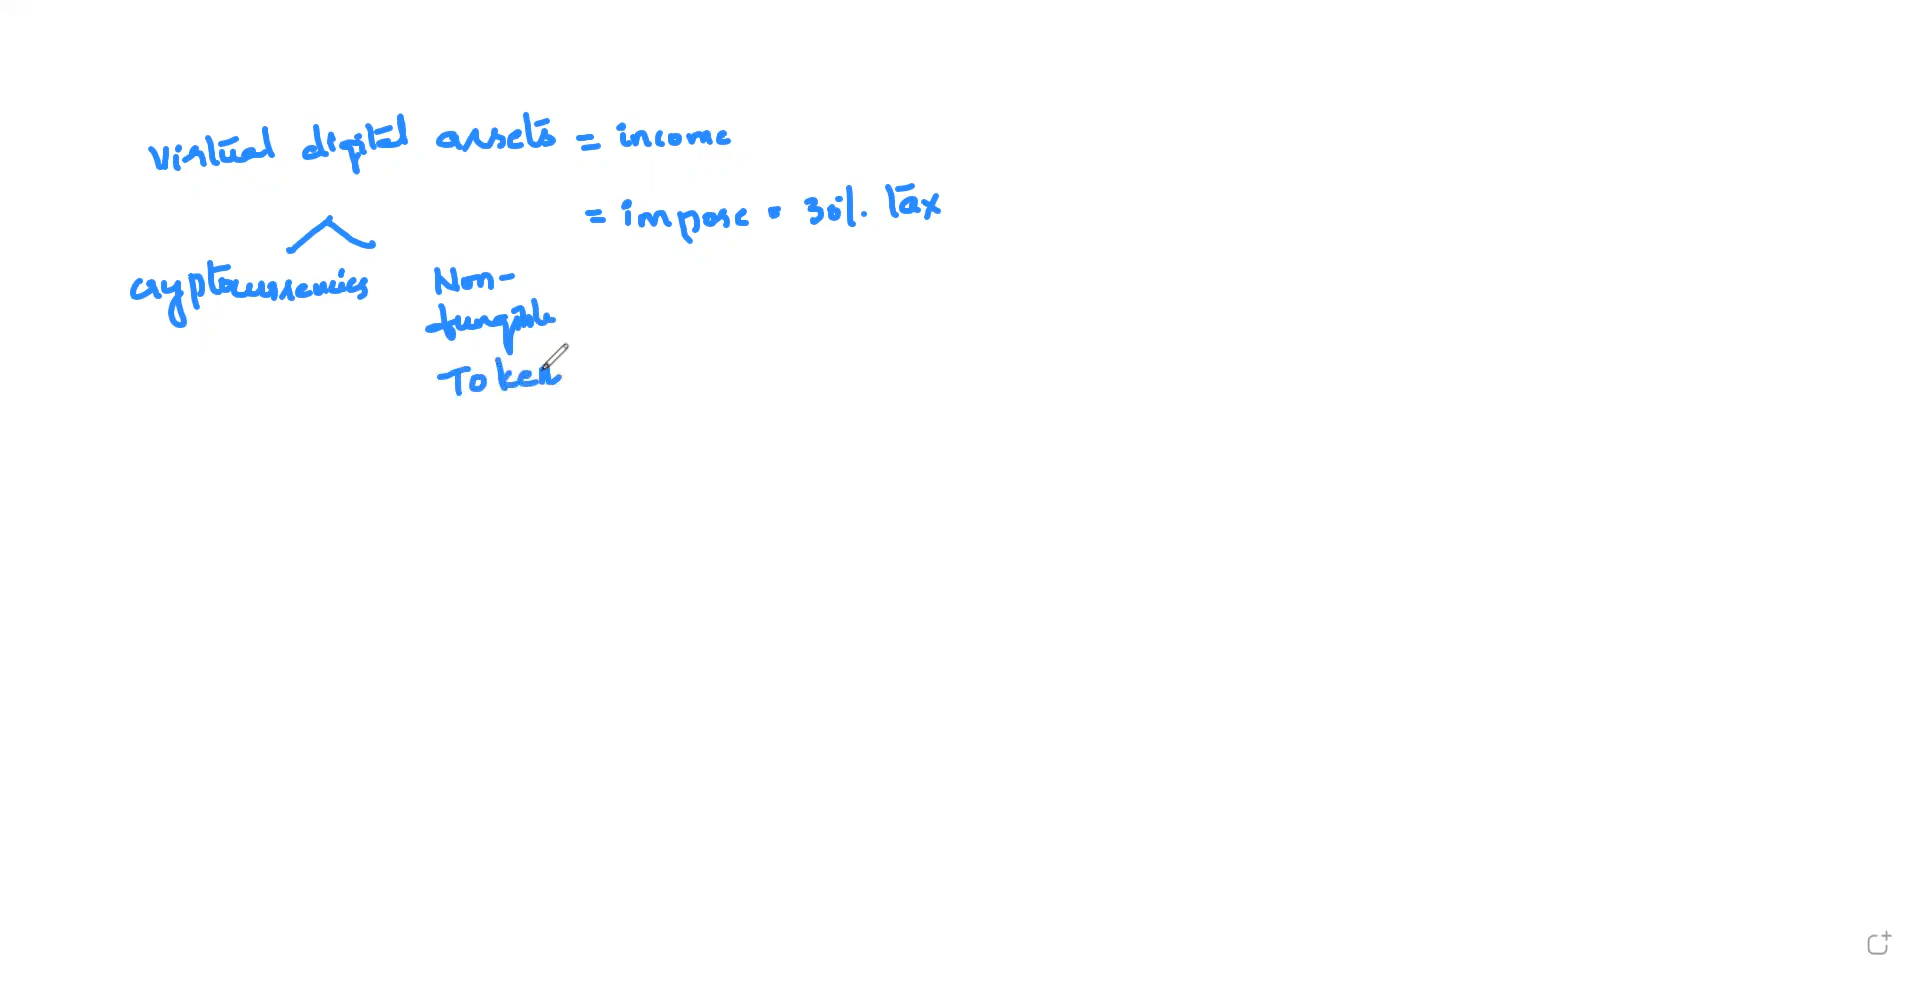 virtual digital assets = income
= impose • 30%. tax
cryptocurrencies
Non-
fungible
Token